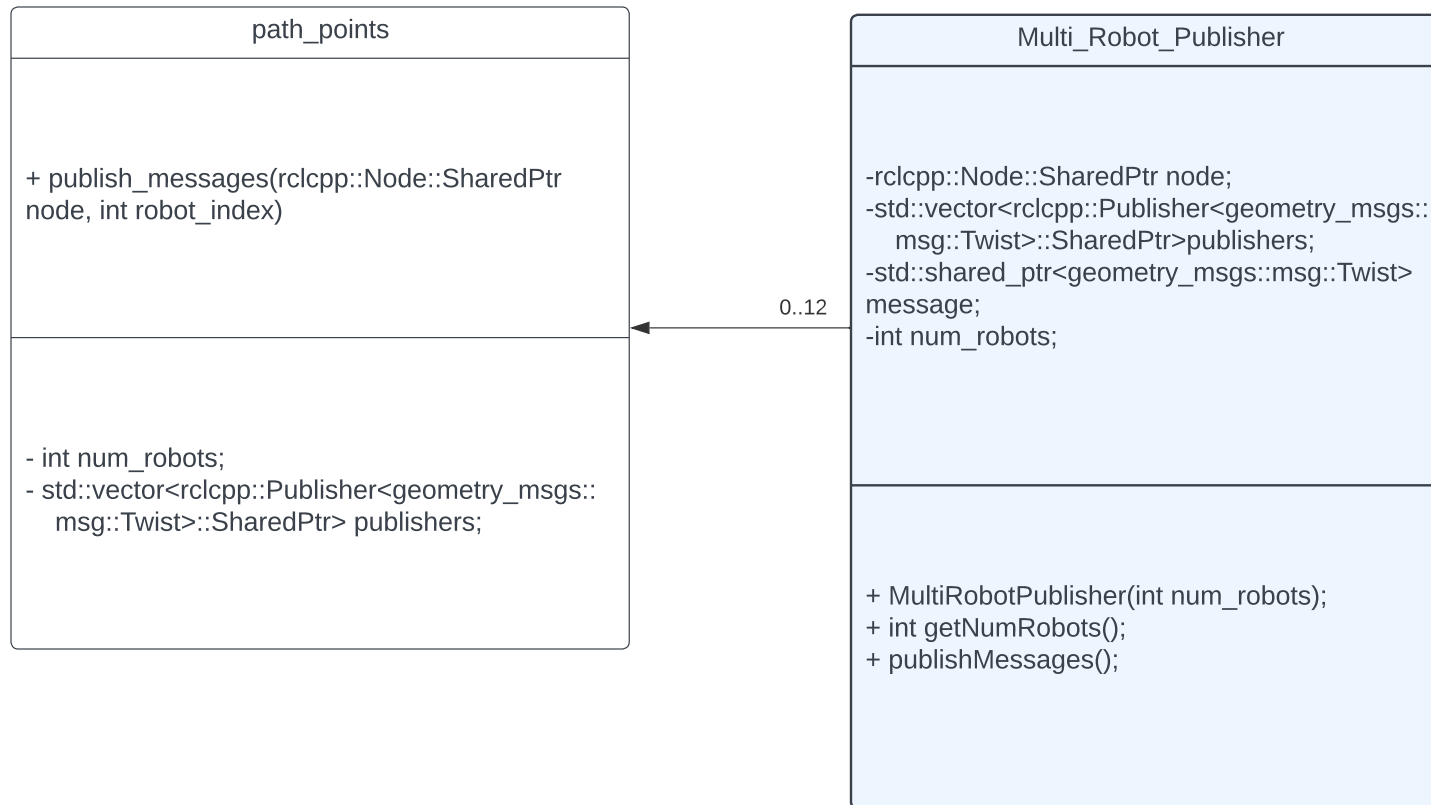 path_points
+ publish_messages(rclcpp::Node::SharedPtr
node, int robot_index)
- int num_robots;
- std::vector<rclcpp::Publisher<geometry_msgs::
msg::Twist>::SharedPtr> publishers;
0..12
Multi_Robot_Publisher
-rclcpp::Node::SharedPtr node;
-std::vector<rclcpp::Publisher<geometry_msgs::
msg::Twist>::SharedPtr>publishers;
-std::shared_ptr<geometry_msgs::msg::Twist>
message;
-int num_robots;
+ MultiRobotPublisher(int num_robots);
+ int getNumRobots();
+ publishMessages();